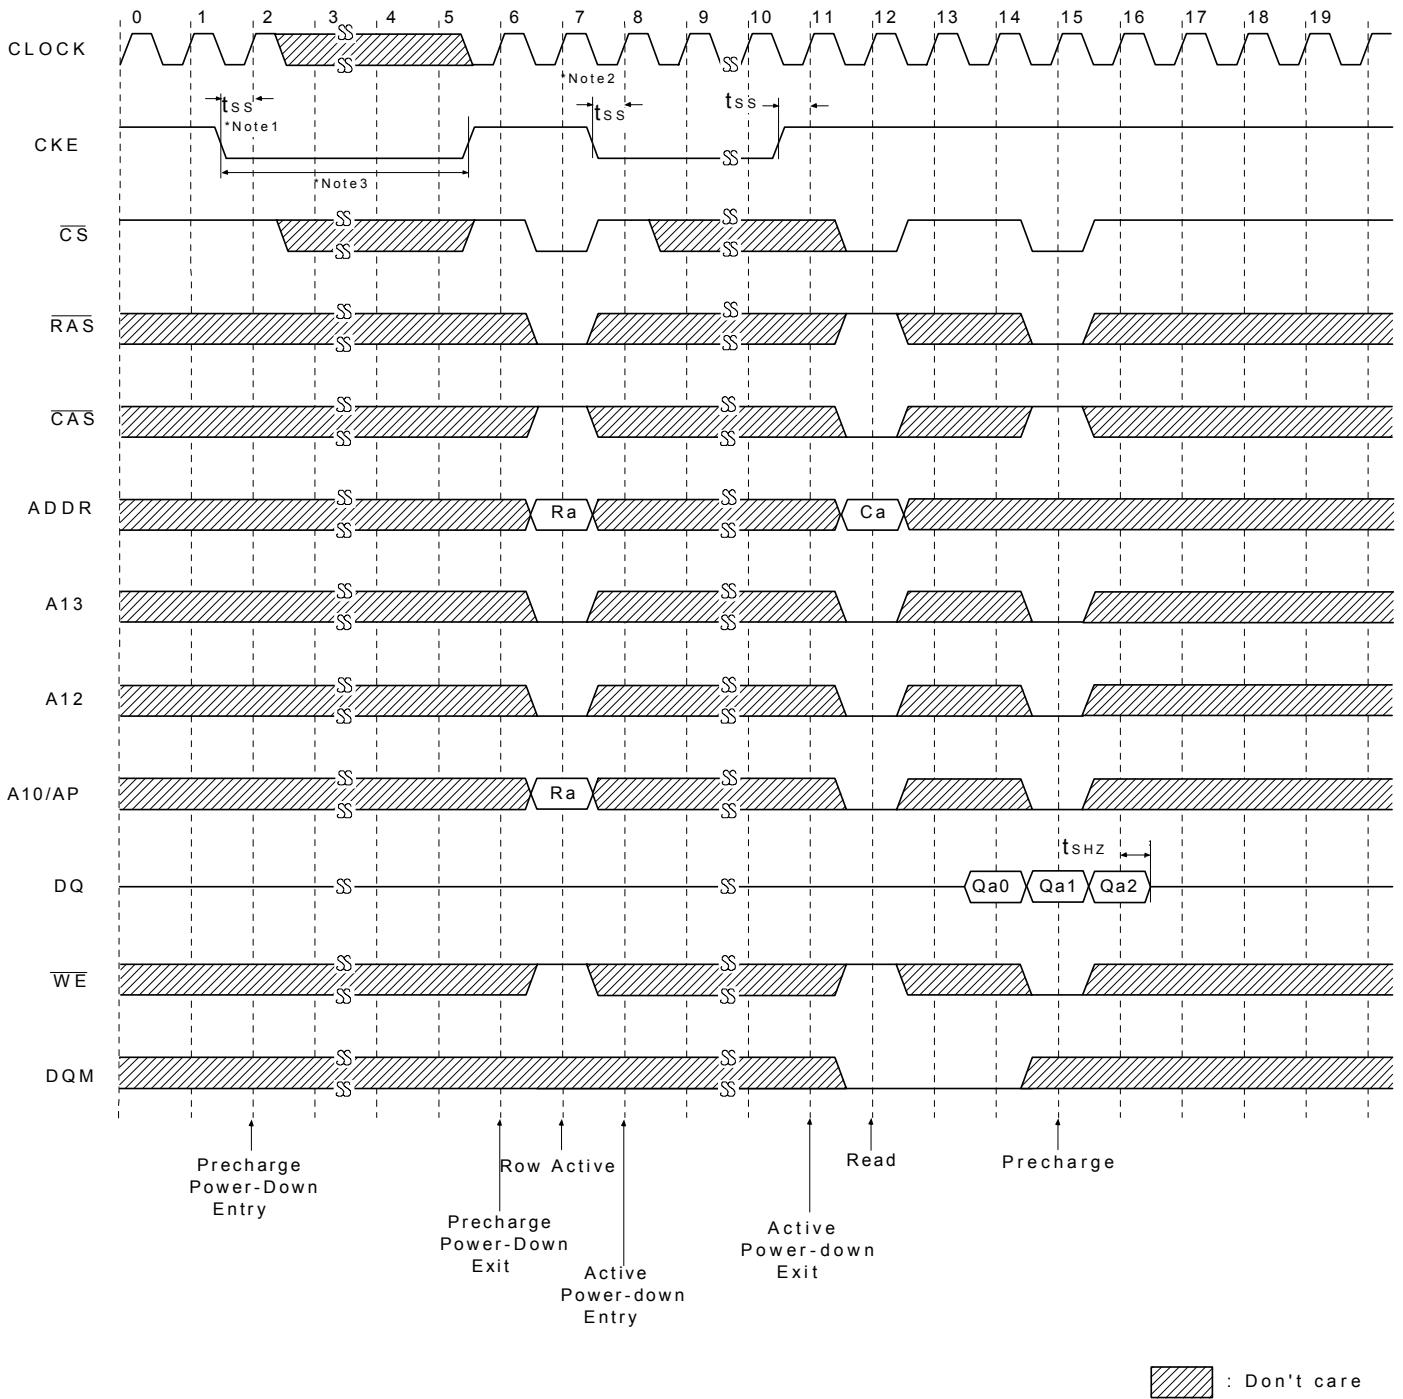 0 1 2 3 4 5 6 7 8 9 10 11 12 13 14 15 16 17 18 19
CLOCK
*Note2
tSS
tSS
tSS
*Note1
CKE
*Note3
CS
RAS
CAS
ADDR
Ra
Ca
A13
A12
A10/AP
Ra
tSHZ
DQ
Qa0
Qa1
Qa2
WE
DQM
Precharge
Power-Down
Entry
Row Active
Read
Precharge
Precharge
Power-Down
Exit
Active
Power-down
Exit
Active
Power-down
Entry
: Don't care